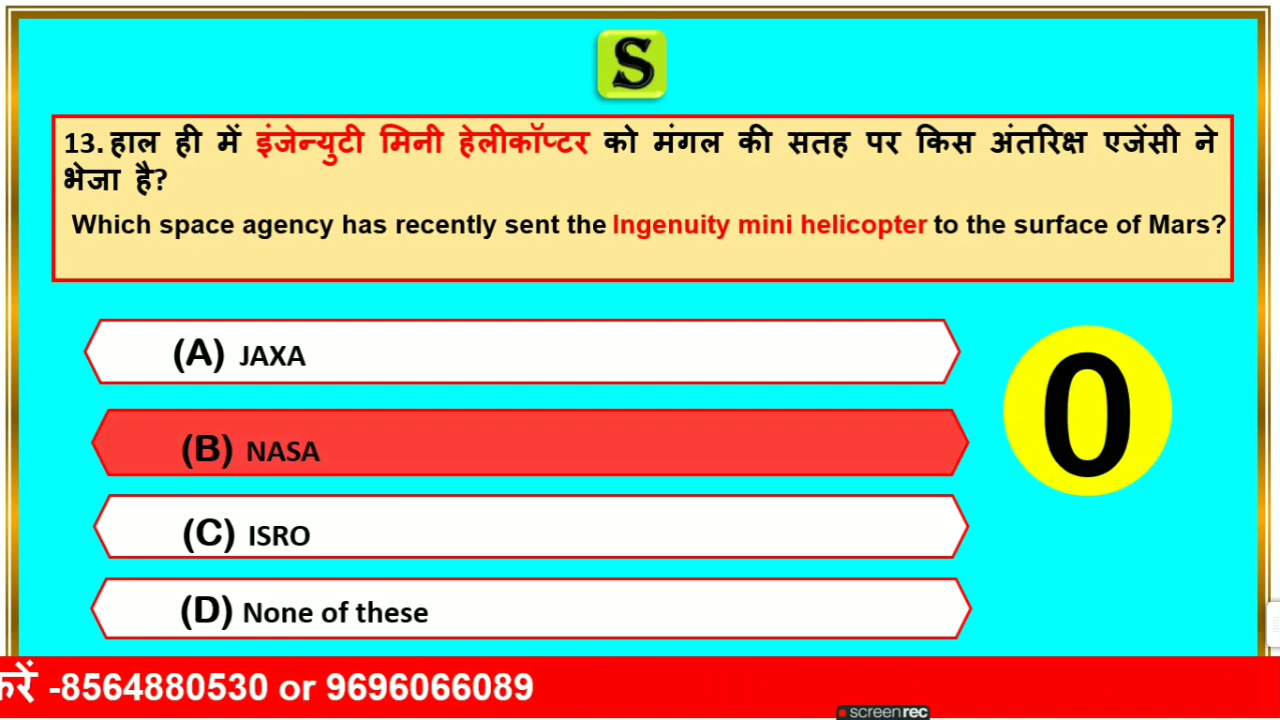 S
13. हाल ही में इंजेन्युटी मिनी हेलीकॉप्टर को मंगल की सतह पर किस अंतरिक्ष एजेंसी ने
भेजा है?
Which space agency has recently sent the Ingenuity mini helicopter to the surface of Mars?
(A) JAXA
(B) NASA
0
(C) ISRO
(D) None of these
करें -8564880530 or 9696066089
screenrec